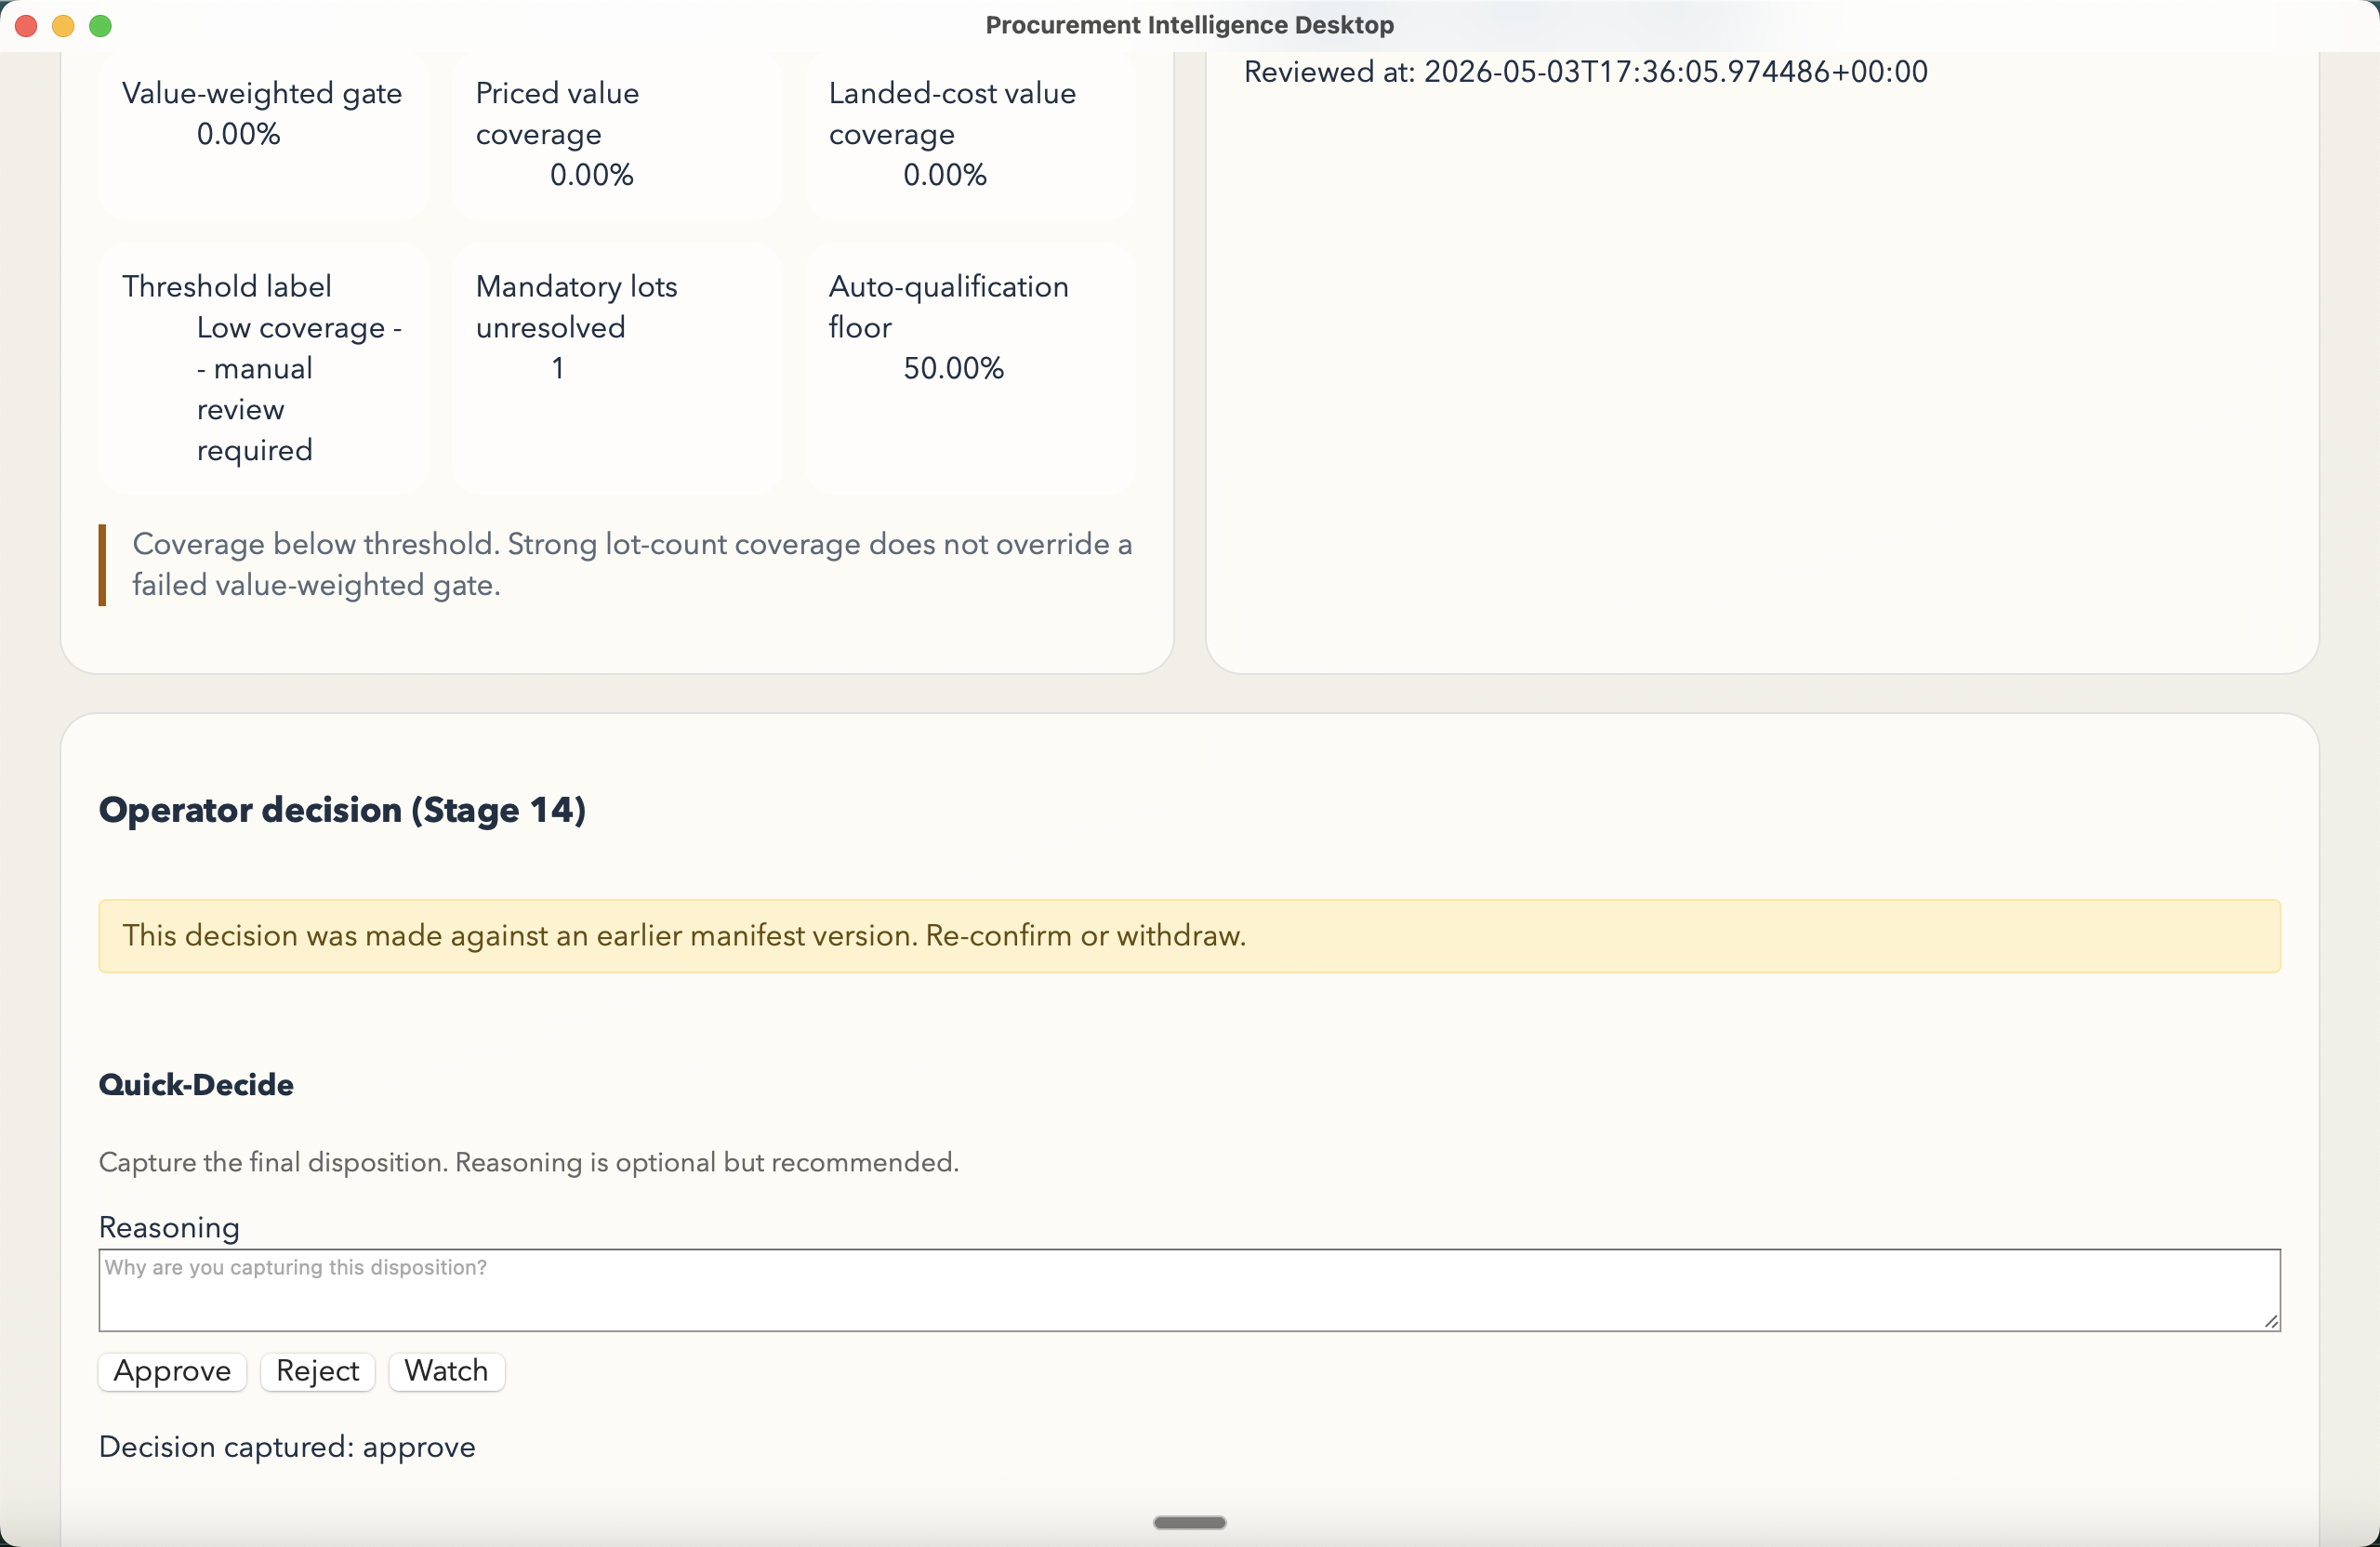 Procurement Intelligence Desktop
Value-weighted gate
0.00%
Priced value
coverage
0.00%
Landed-cost value
coverage
0.00%
Reviewed at: 2026-05-03T17:36:05.974486+00:00
Threshold label
Low coverage -
- manual
review
required
Mandatory lots
unresolved
1
Auto-qualification
floor
50.00%
Coverage below threshold. Strong lot-count coverage does not override a
failed value-weighted gate.
Operator decision (Stage 14)
This decision was made against an earlier manifest version. Re-confirm or withdraw.
Quick-Decide
Capture the final disposition. Reasoning is optional but recommended.
Reasoning
Why are you capturing this disposition?
Approve Reject Watch
Decision captured: approve